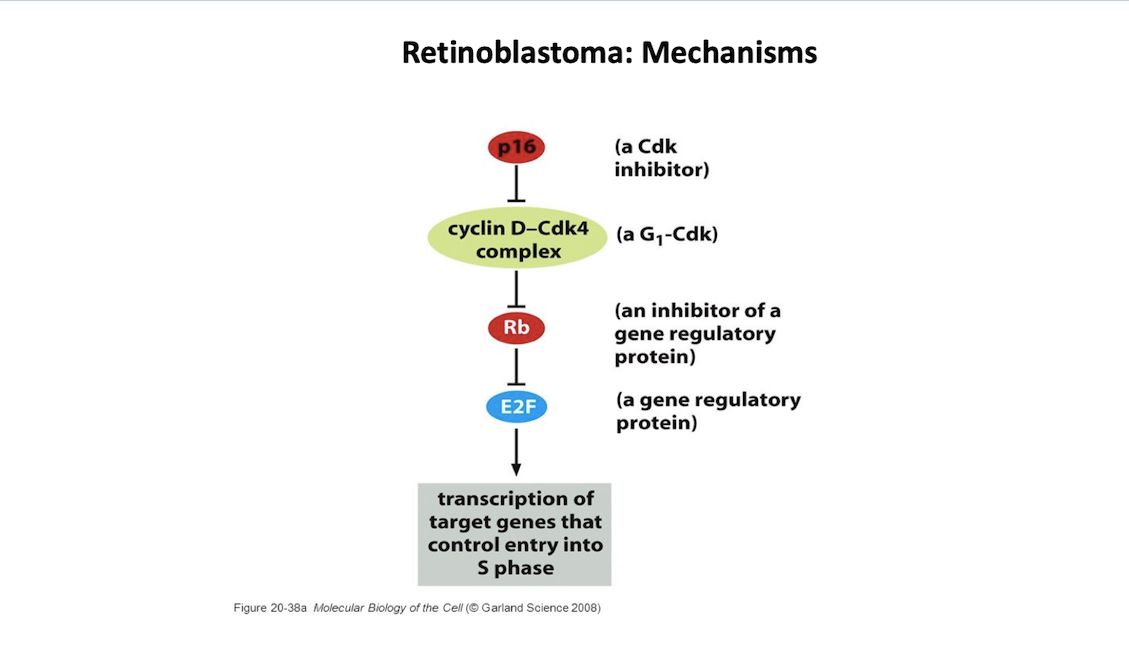 Retinoblastoma: Mechanisms
p16
(a Cdk
inhibitor)
cyclin D–Cdk4
complex
(a G₁-Cdk)
Rb
(an inhibitor of a
gene regulatory
protein)
E2F
(a gene regulatory
protein)
transcription of
target genes that
control entry into
S phase
Figure 20-38a Molecular Biology of the Cell (© Garland Science 2008)